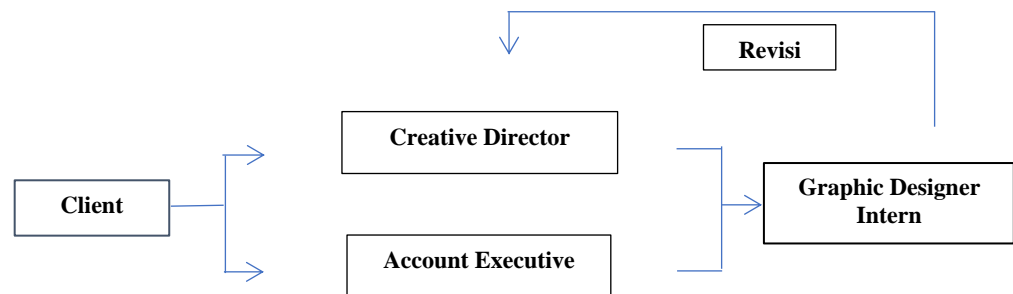 Revisi
Creative Director
Client
Graphic Designer
Intern
Account Executive